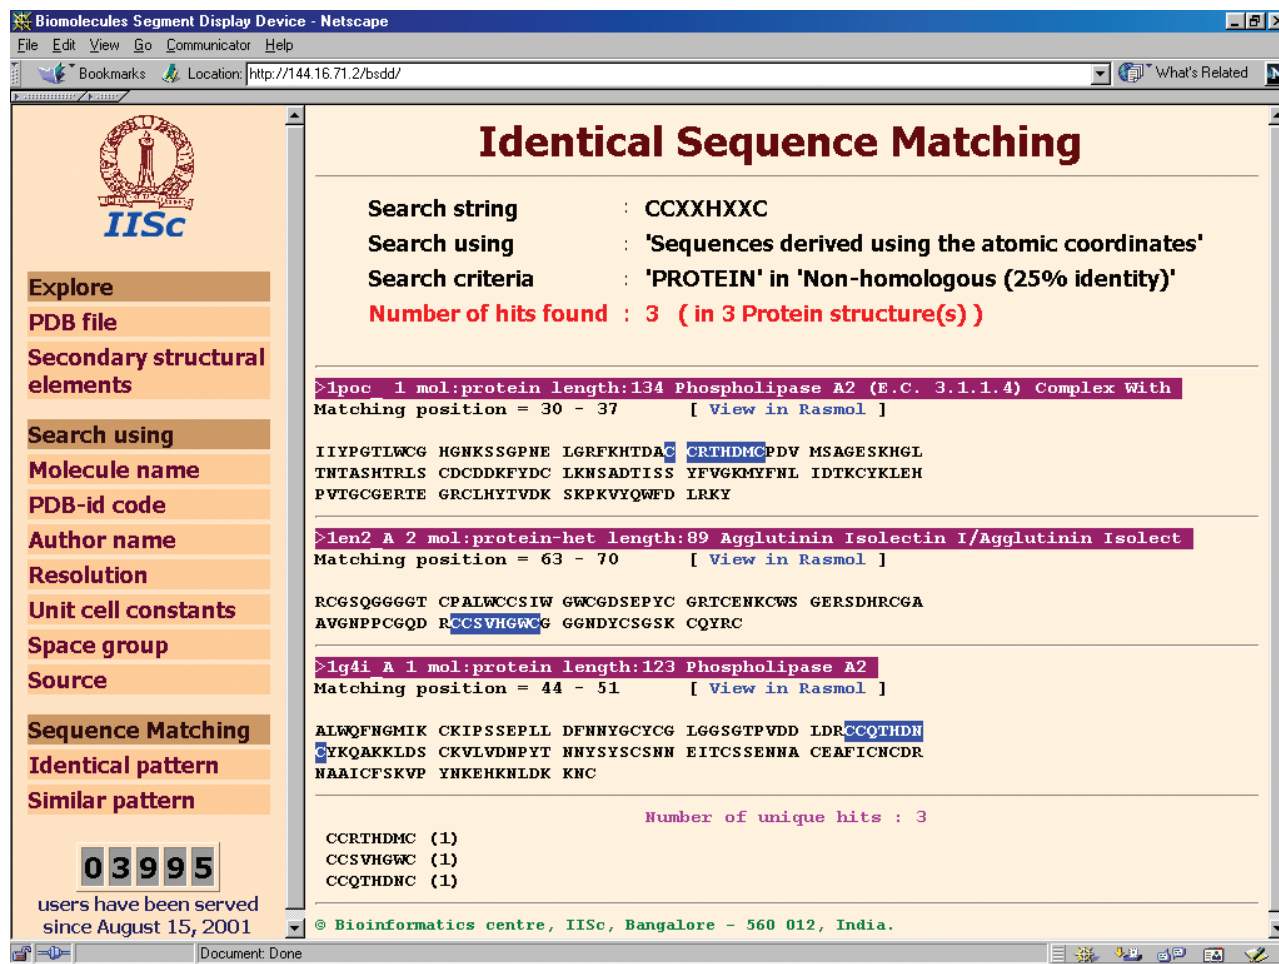 Biomolecules Segment Display Device - Netscape
File Edit View Go Communicator Help
Bookmarks Location: http://144.16.71.2/bsdd/ What's Related
IISc
Explore
PDB file
Secondary structural
elements
Search using
Molecule name
PDB-id code
Author name
Resolution
Unit cell constants
Space group
Source
Sequence Matching
Identical pattern
Similar pattern
03995
users have been served
since August 15, 2001
Identical Sequence Matching
Search string : CCXXHXXC
Search using : 'Sequences derived using the atomic coordinates'
Search criteria : 'PROTEIN' in 'Non-homologous (25% identity)'
Number of hits found : 3 ( in 3 Protein structure(s) )
>1poc_ 1 mol:protein length:134 Phospholipase A2 (E.C. 3.1.1.4) Complex With
Matching position = 30 - 37 [ View in Rasmol ]
IIYPGTLWCG HGNKSSGPNE LGRFKHTDAC CRTHDMCPDV MSAGESKHGL
TNTASHTRLS CDCDDKFYDC LKNSADTISS YFVGKMYFNL IDTKCYKLEH
PVTGCGERTE GRCLHYTVDK SKPKVYQWFD LRKY
>1en2_A 2 mol:protein-het length:89 Agglutinin Isolectin I/Agglutinin Isolect
Matching position = 63 - 70 [ View in Rasmol ]
RCGSQGGGGT CPALWCCSIW GWCGDSEPYC GRTCENKCWS GERSDHRCGA
AVGNPPCGQD RCCSVHGWCG GGNDYCSGSK CQYRC
>1g4i_A 1 mol:protein length:123 Phospholipase A2
Matching position = 44 - 51 [ View in Rasmol ]
ALWQFNGMIK CKIPSSEPLL DFNNYGCYCG LGGSGTPVDD LDRCCQTHDN
CYKQAKKLDS CKVLVDNPYT NNYSYSCSNN EITCSSENNA CEAFICNCDR
NAAICFSKVP YNKEHKNLDK KNC
Number of unique hits : 3
CCRTHDMC (1)
CCSVHGWC (1)
CCQTHDNC (1)
© Bioinformatics centre, IISc, Bangalore - 560 012, India.
Document: Done